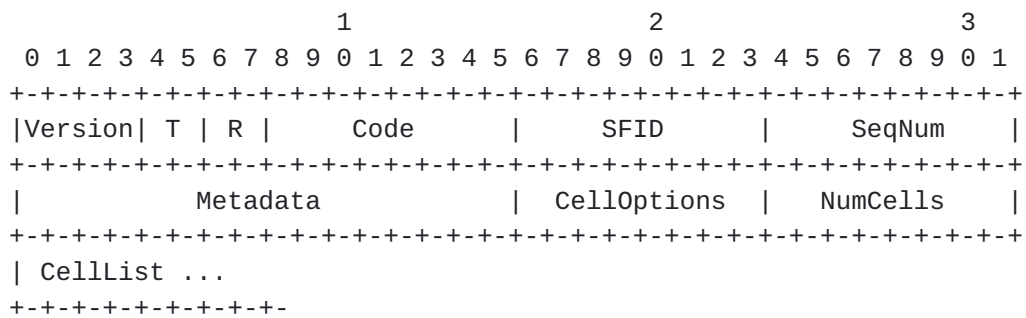 1                   2                   3
 0 1 2 3 4 5 6 7 8 9 0 1 2 3 4 5 6 7 8 9 0 1 2 3 4 5 6 7 8 9 0 1
+-+-+-+-+-+-+-+-+-+-+-+-+-+-+-+-+-+-+-+-+-+-+-+-+-+-+-+-+-+-+-+-+
|Version| T | R |     Code      |     SFID      |     SeqNum    |
+-+-+-+-+-+-+-+-+-+-+-+-+-+-+-+-+-+-+-+-+-+-+-+-+-+-+-+-+-+-+-+-+
|           Metadata            |  CellOptions  |   NumCells    |
+-+-+-+-+-+-+-+-+-+-+-+-+-+-+-+-+-+-+-+-+-+-+-+-+-+-+-+-+-+-+-+-+
| CellList ...
+-+-+-+-+-+-+-+-+-